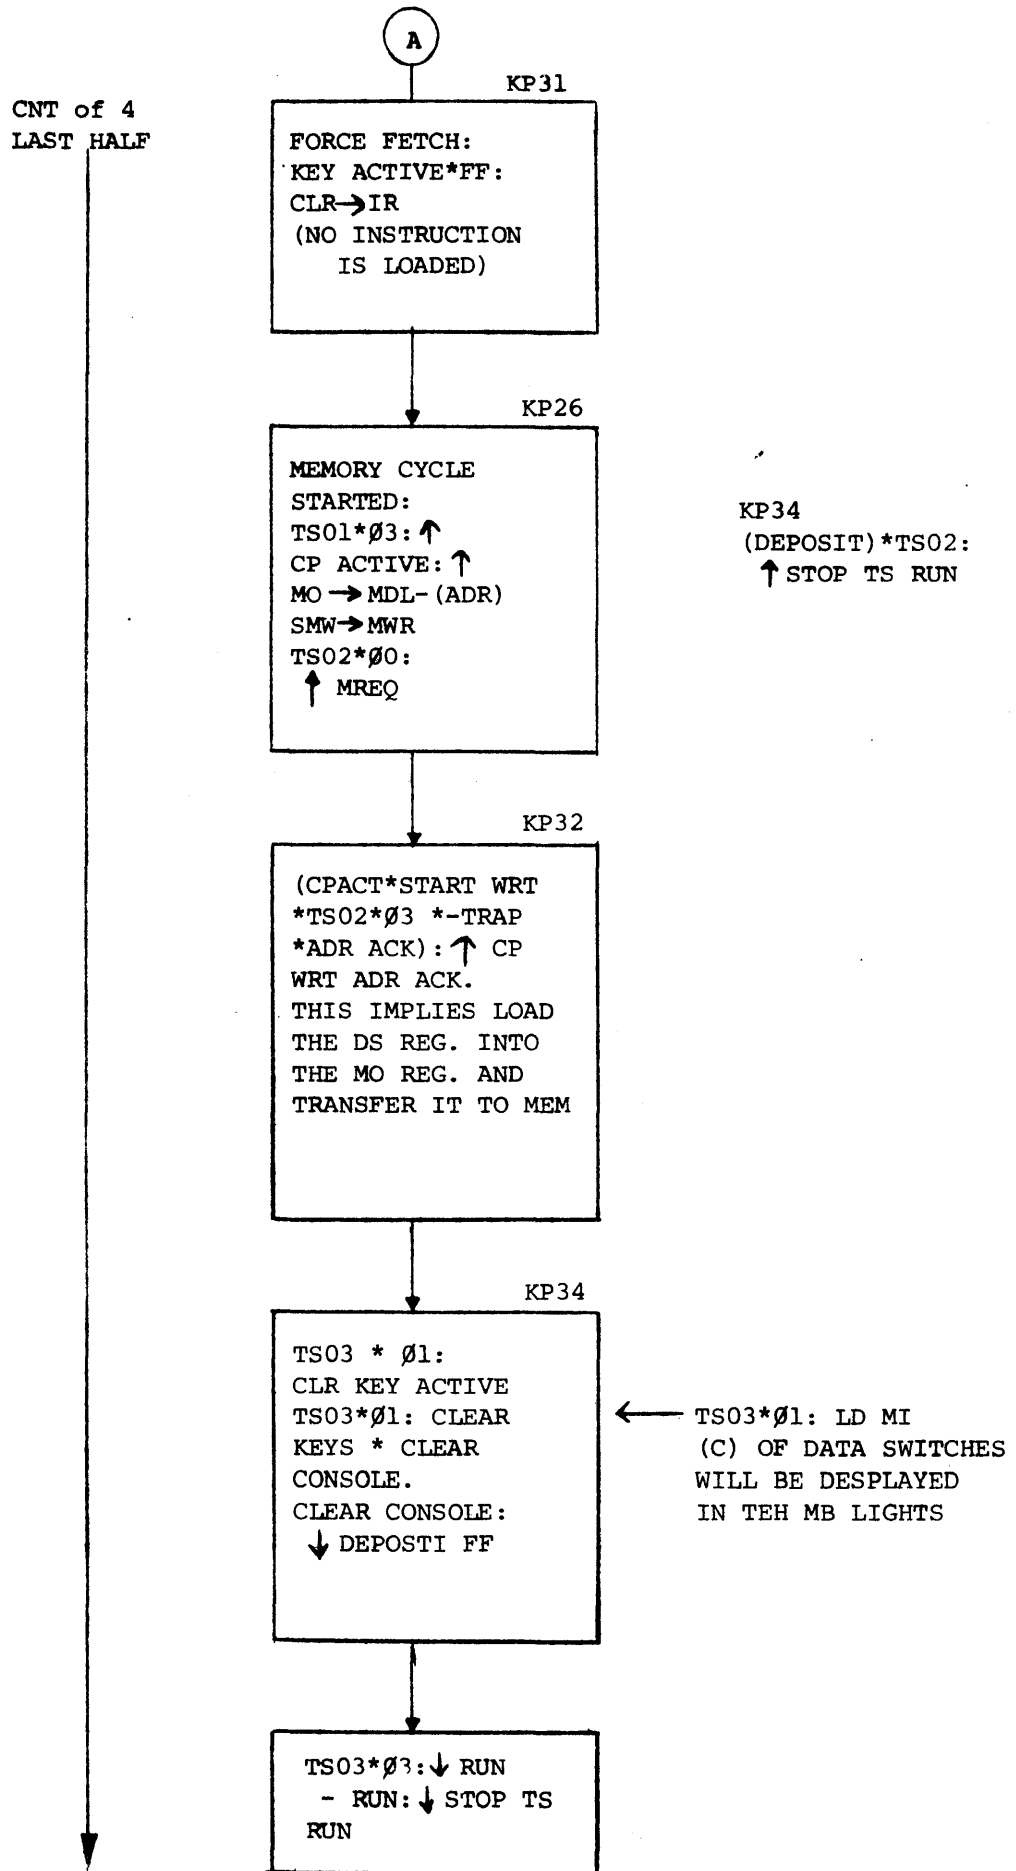 A
KP31
CNT of 4
LAST HALF
FORCE FETCH:
KEY ACTIVE*FF:
CLR→IR
(NO INSTRUCTION
IS LOADED)
KP26
MEMORY CYCLE
STARTED:
TS01*Ø3:↑
CP ACTIVE:↑
MO→MDL-(ADR)
SMW→MWR
TS02*ØO:
↑ MREQ
KP34
(DEPOSIT)*TS02:
↑ STOP TS RUN
KP32
(CPACT*START WRT
*TS02*Ø3 *-TRAP
*ADR ACK):↑ CP
WRT ADR ACK.
THIS IMPLIES LOAD
THE DS REG. INTO
THE MO REG. AND
TRANSFER IT TO MEM
KP34
TS03 * Ø1:
CLR KEY ACTIVE
TS03*Ø1: CLEAR
KEYS * CLEAR
CONSOLE.
CLEAR CONSOLE:
↓ DEPOSTI FF
← TS03*Ø1: LD MI
(C) OF DATA SWITCHES
WILL BE DESPLAYED
IN TEH MB LIGHTS
TS03*Ø3:↓ RUN
- RUN:↓ STOP TS
RUN